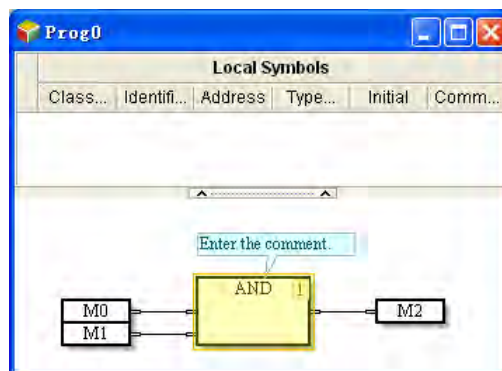 Prog0
Local Symbols
Class... Identifi... Address Type... Initial Comm...
Enter the comment.
AND 1
M0
M1
M2